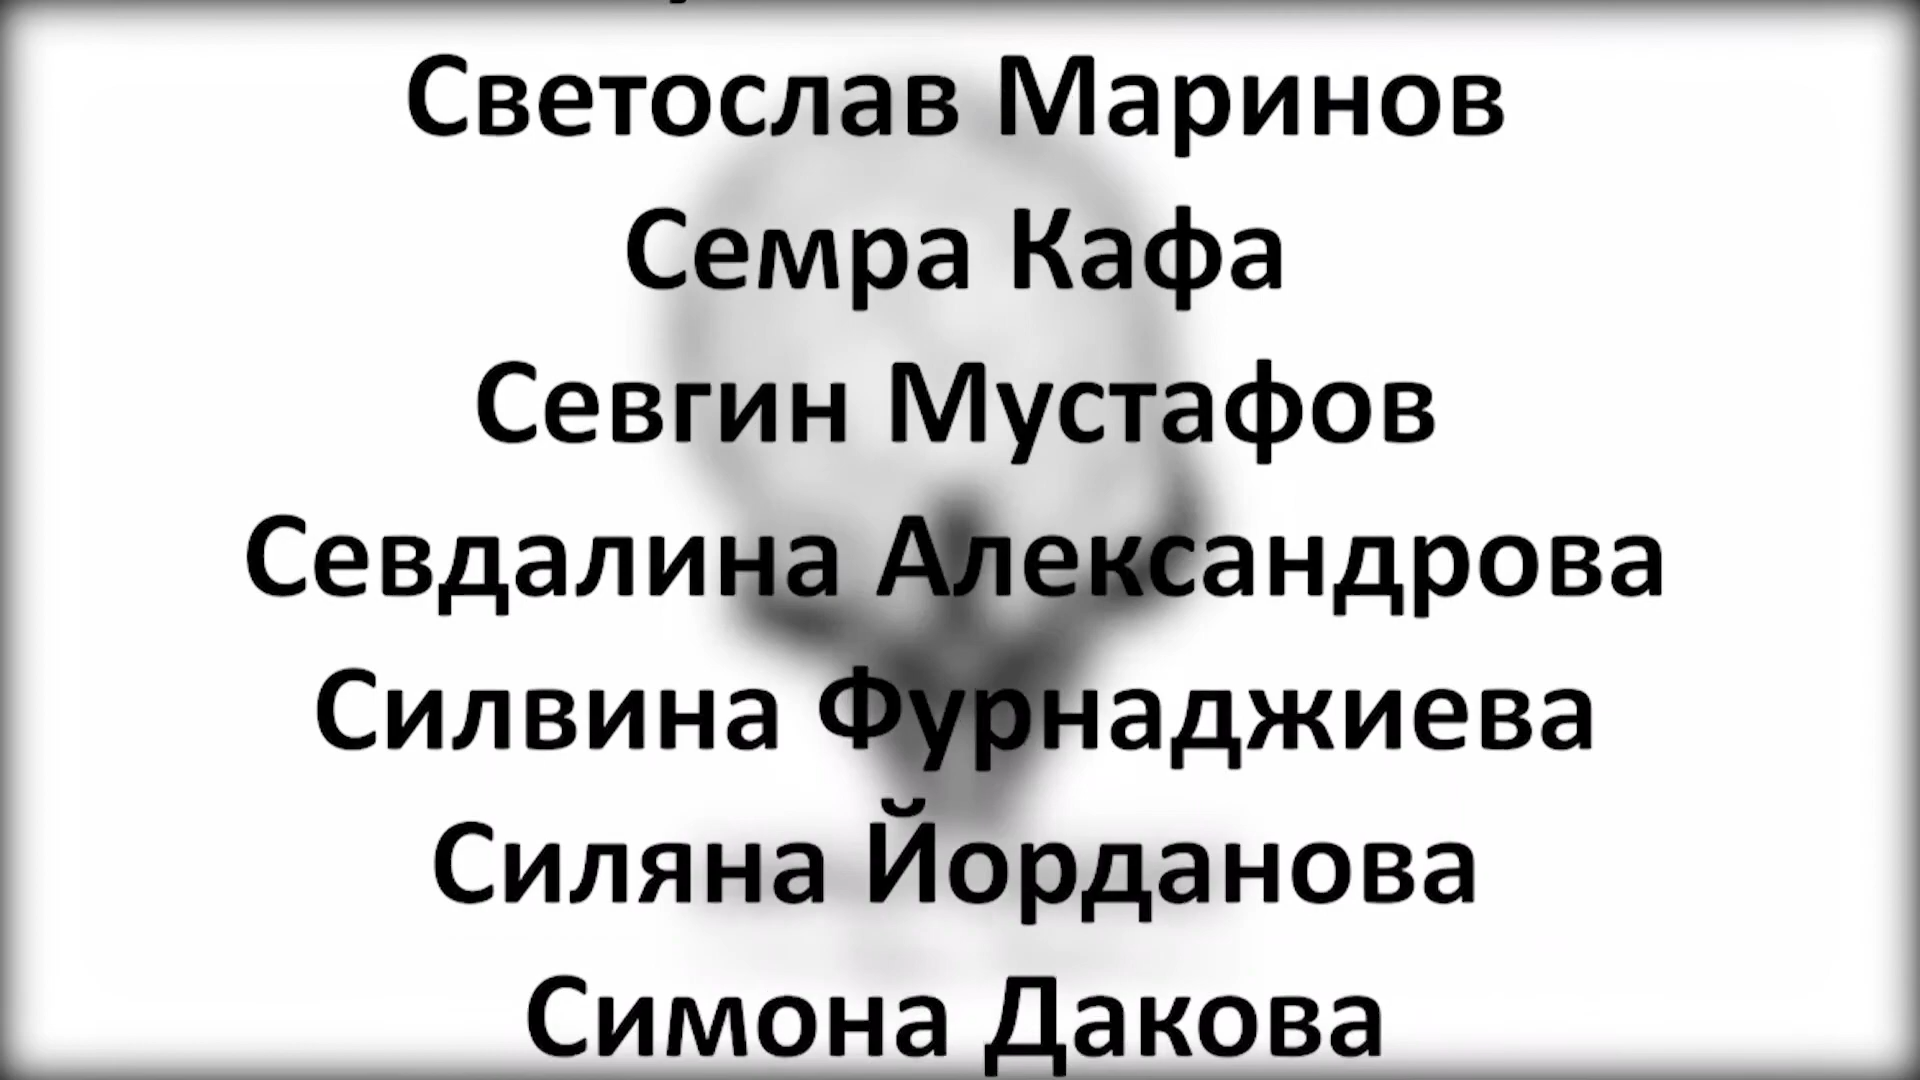 Светослав Маринов
Семра Кафа
Севгин Мустафов
Севдалина Александрова
Силвина Фурнаджиева
Силяна Йорданова
Симона Дакова